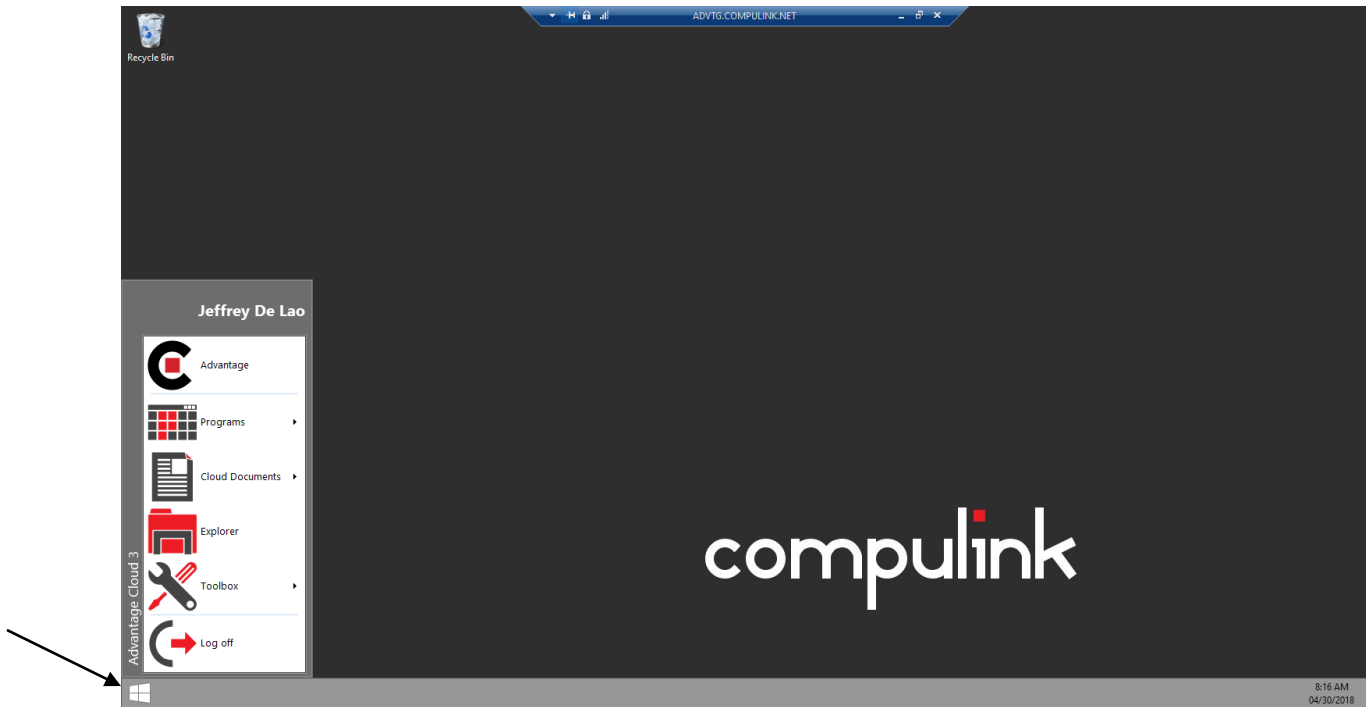 Recycle Bin
ADVTG.COMPULINK.NET
Jeffrey De Lao
Advantage
Programs
Cloud Documents
Explorer
Toolbox
Log off
Advantage Cloud 3
compulink
8:16 AM
04/30/2018